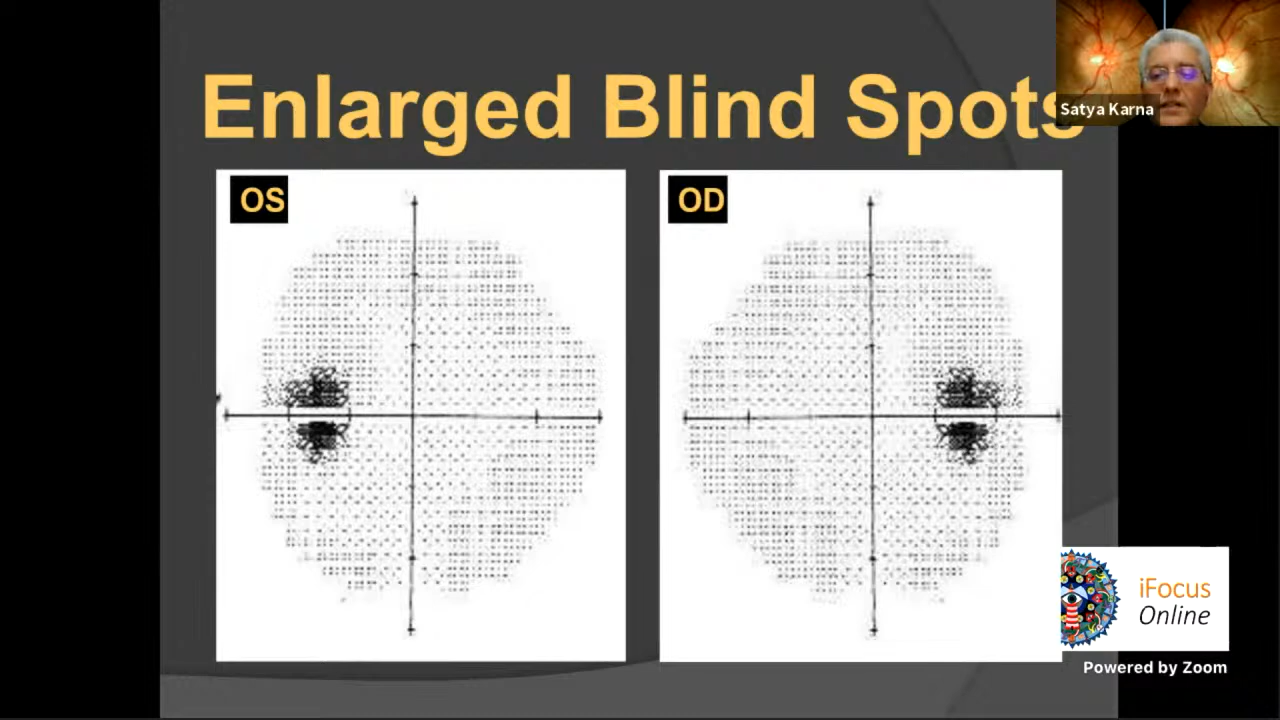 Enlarged Blind Spots
Satya Karna
OS
OD
iFocus
Online
Powered by Zoom